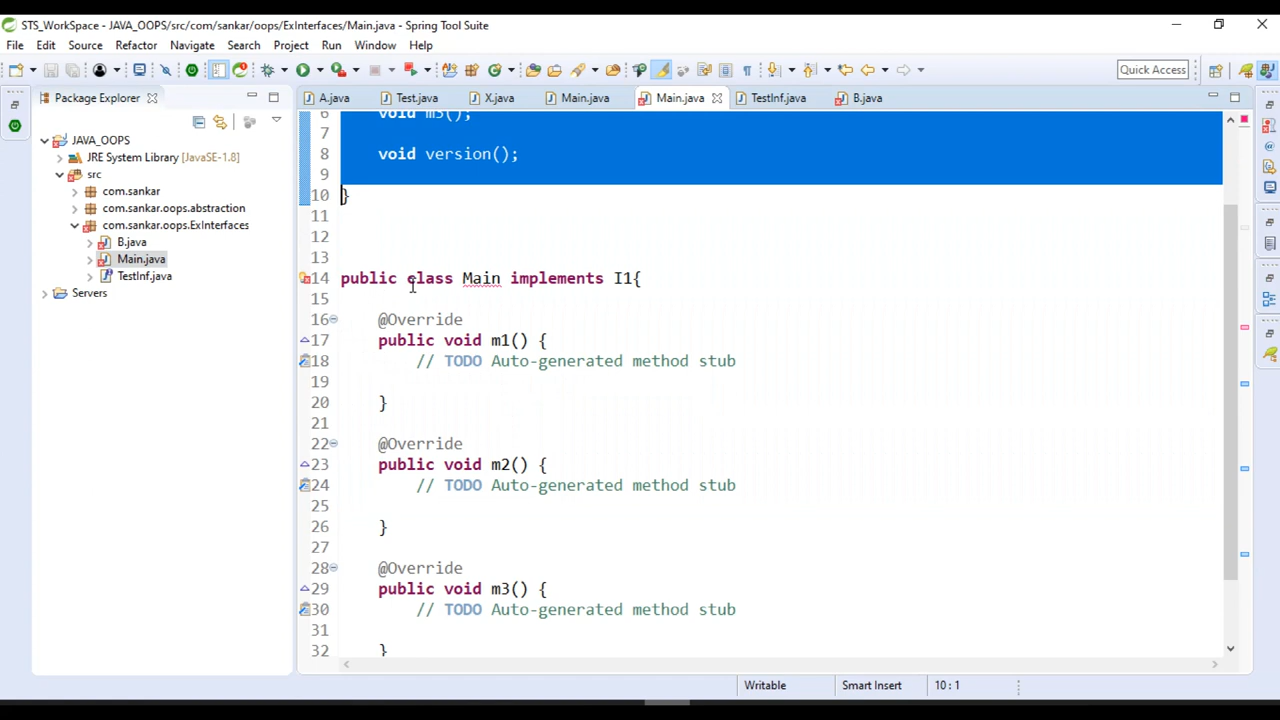 STS_WorkSpace - JAVA_OOPS/src/com/sankar/oops/ExInterfaces/Main.java - Spring Tool Suite
File Edit Source Refactor Navigate Search Project Run Window Help
Quick Access
Package Explorer
A.java Test.java X.java Main.java Main.java TestInf.java B.java
JAVA_OOPS
JRE System Library [JavaSE-1.8]
src
com.sankar
com.sankar.oops.abstraction
com.sankar.oops.ExInterfaces
B.java
Main.java
TestInf.java
Servers
6 void m3();
7
8 void version();
9
10 }
11
12
13
14 public class Main implements I1{
15
16 @Override
17 public void m1() {
18 // TODO Auto-generated method stub
19
20 }
21
22 @Override
23 public void m2() {
24 // TODO Auto-generated method stub
25
26 }
27
28 @Override
29 public void m3() {
30 // TODO Auto-generated method stub
31
32 }
Writable Smart Insert 10 : 1